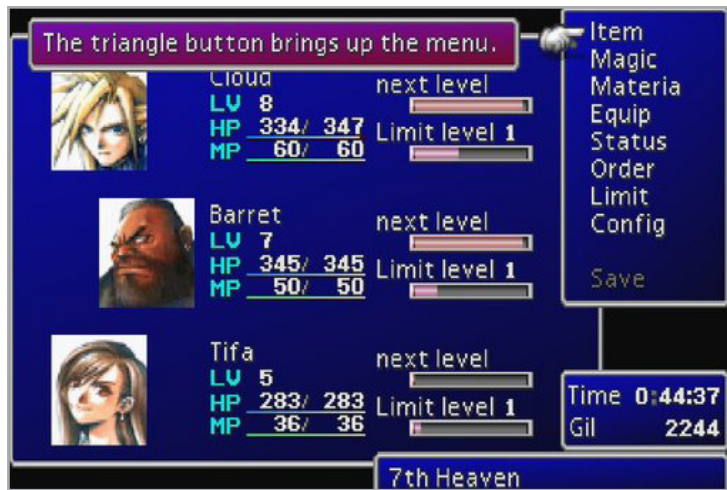 The triangle button brings up the menu.
Cloud
LV 8
HP 334/ 347
MP 60/ 60
next level
Limit level 1
Barret
LV 7
HP 345/ 345
MP 50/ 50
next level
Limit level 1
Tifa
LV 5
HP 283/ 283
MP 36/ 36
next level
Limit level 1
Item
Magic
Materia
Equip
Status
Order
Limit
Config
Save
Time 0:44:37
Gil 2244
7th Heaven